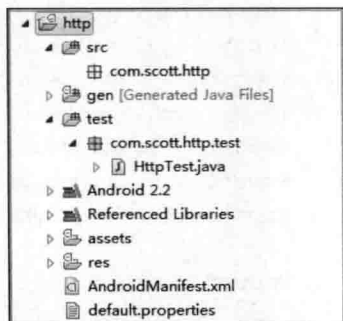 http
src
com.scott.http
gen [Generated Java Files]
test
com.scott.http.test
HttpTest.java
Android 2.2
Referenced Libraries
assets
res
AndroidManifest.xml
default.properties